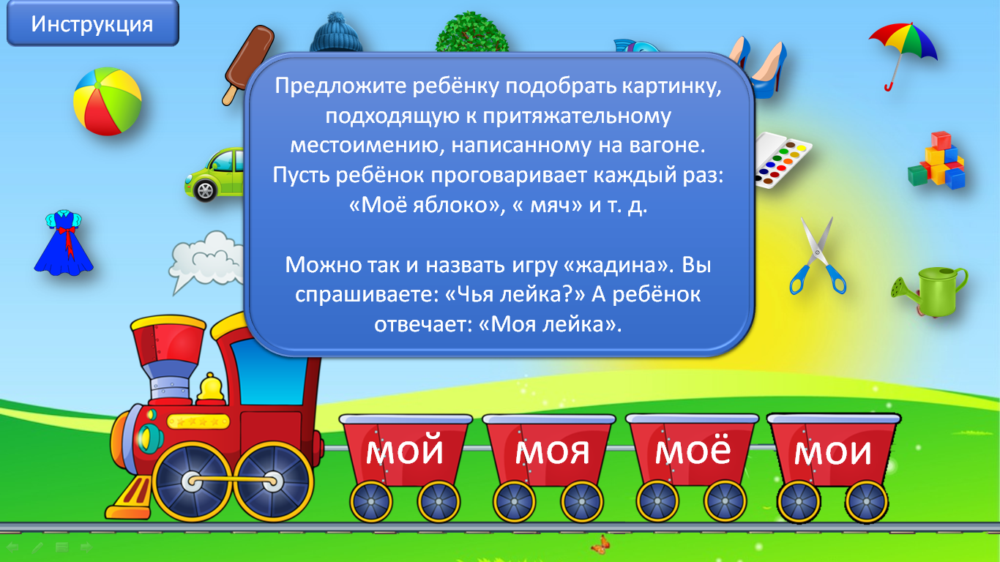 Инструкция
Предложите ребёнку подобрать картинку,
подходящую к притяжательному
местоимению, написанному на вагоне.
Пусть ребёнок проговаривает каждый раз:
«Моё яблоко», « мяч» и т. д.
Можно так и назвать игру «жадина». Вы
спрашиваете: «Чья лейка?» А ребёнок
отвечает: «Моя лейка».
мой моя моё мои